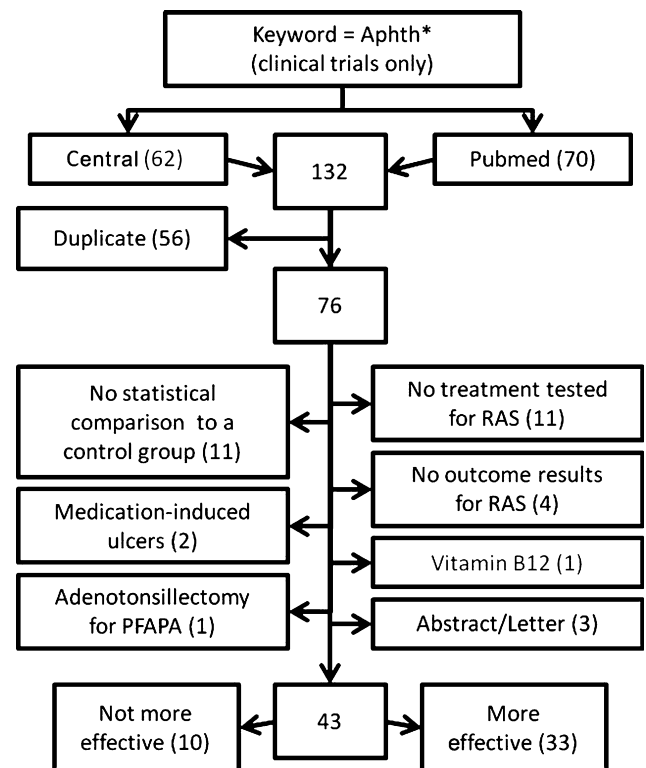 Keyword = Aphth*
(clinical trials only)
Central (62)
132
Pubmed (70)
Duplicate (56)
76
No statistical
comparison to a
control group (11)
No treatment tested
for RAS (11)
No outcome results
for RAS (4)
Medication-induced
ulcers (2)
Vitamin B12 (1)
Adenotonsillectomy
for PFAPA (1)
Abstract/Letter (3)
43
Not more
effective (10)
More
effective (33)